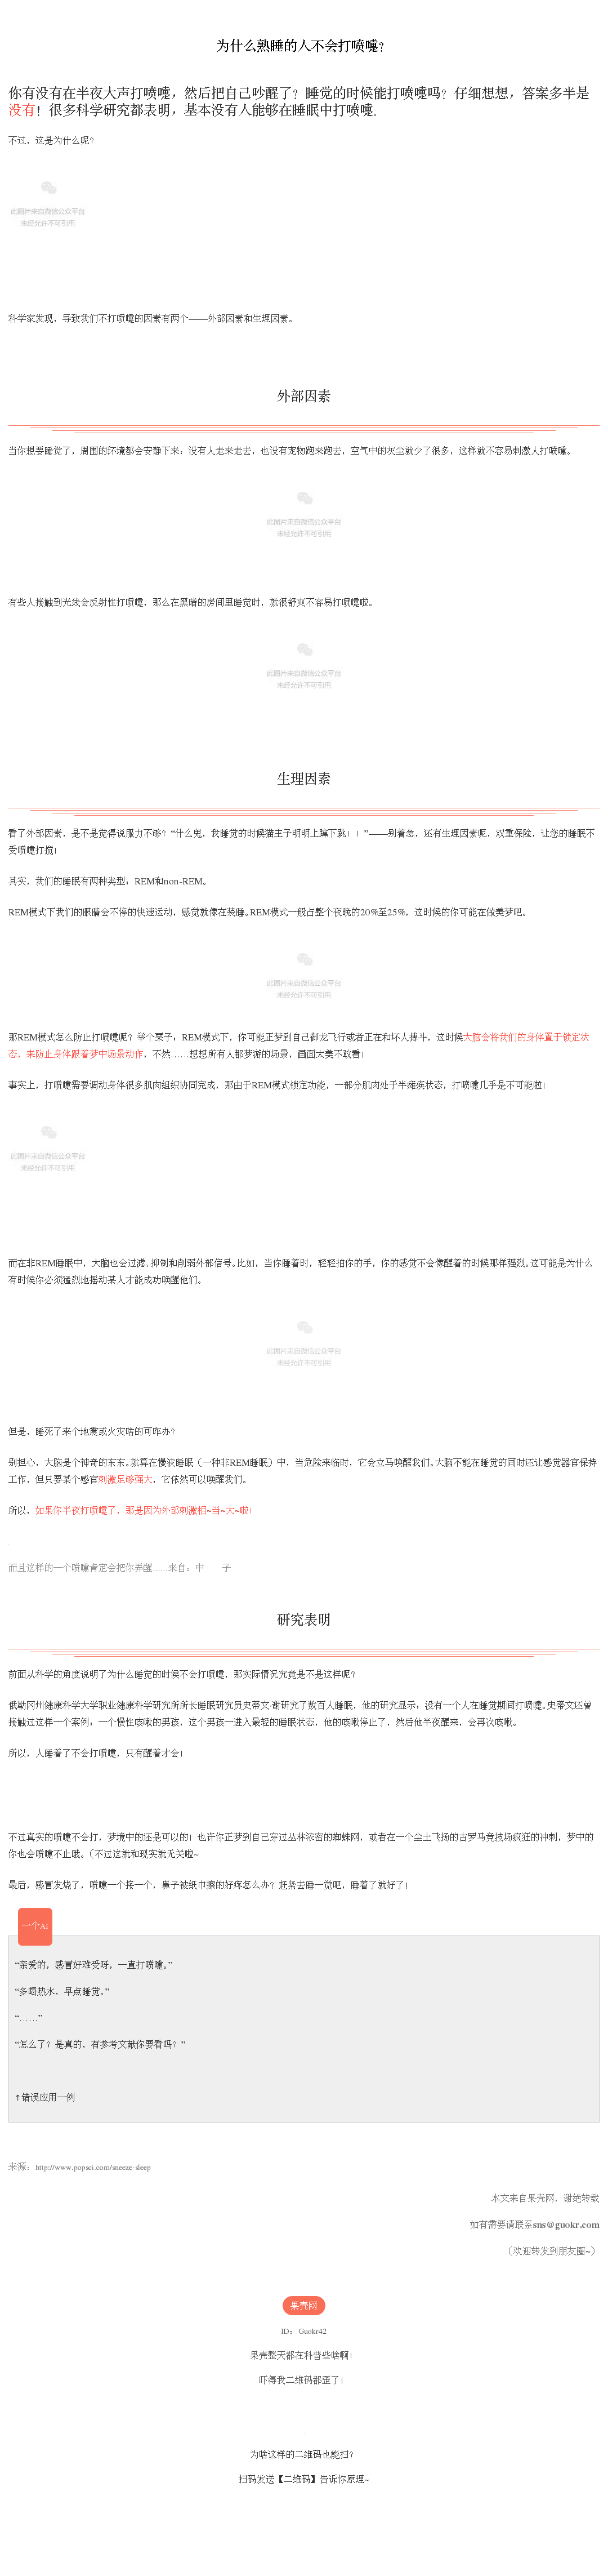 为什么熟睡的人不会打喷嚏？
你有没有在半夜大声打喷嚏，然后把自己吵醒了？睡觉的时候能打喷嚏吗？仔细想想，答案多半是
没有！很多科学研究都表明，基本没有人能够在睡眠中打喷嚏。
不过，这是为什么呢？
此图片来自微信公众平台
未经允许不可引用
科学家发现，导致我们不打喷嚏的因素有两个——外部因素和生理因素。
外部因素
当你想要睡觉了，周围的环境都会安静下来：没有人走来走去，也没有宠物跑来跑去，空气中的灰尘就少了很多，这样就不容易刺激人打喷嚏。
此图片来自微信公众平台
未经允许不可引用
有些人接触到光线会反射性打喷嚏，那么在黑暗的房间里睡觉时，就很舒爽不容易打喷嚏啦。
此图片来自微信公众平台
未经允许不可引用
生理因素
看了外部因素，是不是觉得说服力不够？“什么鬼，我睡觉的时候猫主子明明上蹿下跳！！”——别着急，还有生理因素呢，双重保险，让您的睡眠不
受喷嚏打搅！
其实，我们的睡眠有两种类型：REM和non-REM。
REM模式下我们的眼睛会不停的快速运动，感觉就像在装睡。REM模式一般占整个夜晚的20%至25%，这时候的你可能在做美梦吧。
此图片来自微信公众平台
未经允许不可引用
那REM模式怎么防止打喷嚏呢？举个栗子：REM模式下，你可能正梦到自己御龙飞行或者正在和坏人搏斗，这时候大脑会将我们的身体置于锁定状
态，来防止身体跟着梦中场景动作，不然……想想所有人都梦游的场景，画面太美不敢看！
事实上，打喷嚏需要调动身体很多肌肉组织协同完成，那由于REM模式锁定功能，一部分肌肉处于半瘫痪状态，打喷嚏几乎是不可能啦！
此图片来自微信公众平台
未经允许不可引用
而在非REM睡眠中，大脑也会过滤、抑制和削弱外部信号。比如，当你睡着时，轻轻拍你的手，你的感觉不会像醒着的时候那样强烈。这可能是为什么
有时候你必须猛烈地摇动某人才能成功唤醒他们。
此图片来自微信公众平台
未经允许不可引用
但是，睡死了来个地震或火灾啥的可咋办？
别担心，大脑是个神奇的东东。就算在慢波睡眠（一种非REM睡眠）中，当危险来临时，它会立马唤醒我们。大脑不能在睡觉的同时还让感觉器官保持
工作，但只要某个感官刺激足够强大，它依然可以唤醒我们。
所以，如果你半夜打喷嚏了，那是因为外部刺激相~当~大~啦！
而且这样的一个喷嚏肯定会把你弄醒......来自：中 子
研究表明
前面从科学的角度说明了为什么睡觉的时候不会打喷嚏，那实际情况究竟是不是这样呢？
俄勒冈州健康科学大学职业健康科学研究所所长睡眠研究员史蒂文·谢研究了数百人睡眠，他的研究显示：没有一个人在睡觉期间打喷嚏。史蒂文还曾
接触过这样一个案例：一个慢性咳嗽的男孩，这个男孩一进入最轻的睡眠状态，他的咳嗽停止了，然后他半夜醒来，会再次咳嗽。
所以，人睡着了不会打喷嚏，只有醒着才会！
不过真实的喷嚏不会打，梦境中的还是可以的！也许你正梦到自己穿过丛林浓密的蜘蛛网，或者在一个尘土飞扬的古罗马竞技场疯狂的冲刺，梦中的
你也会喷嚏不止哦。（不过这就和现实就无关啦~
最后，感冒发烧了，喷嚏一个接一个，鼻子被纸巾擦的好疼怎么办？赶紧去睡一觉吧，睡着了就好了！
一个AI
“亲爱的，感冒好难受呀，一直打喷嚏。”
“多喝热水，早点睡觉。”
“……”
“怎么了？是真的，有参考文献你要看吗？”
↑错误应用一例
来源：http://www.popsci.com/sneeze-sleep
本文来自果壳网，谢绝转载
如有需要请联系sns@guokr.com
（欢迎转发到朋友圈~）
果壳网
ID： Guokr42
果壳整天都在科普些啥啊！
吓得我二维码都歪了！
为啥这样的二维码也能扫？
扫码发送【二维码】告诉你原理~